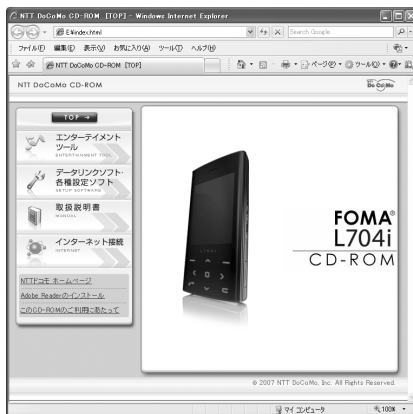 NTT DoCoMo CD-ROM [TOP] - Windows Internet Explorer
E:¥index.html
Search Google
ファイル(F) 編集(E) 表示(V) お気に入り(A) ツール(T) ヘルプ(H)
NTT DoCoMo CD-ROM [TOP]
ページ(P) ツール(O)
NTT DoCoMo CD-ROM
DoCoMo
TOP →
エンターテイメント
ツール
ENTERTAINMENT TOOL
データリンクソフト・
各種設定ソフト
SETUP SOFTWARE
取扱説明書
MANUAL
インターネット接続
INTERNET
NTTドコモ ホームページ
Adobe Readerのインストール
このCD-ROMのご利用にあたって
FOMA®
L704i
CD-ROM
© 2007 NTT DoCoMo, Inc. All Rights Reserved.
マイ コンピュータ
100%